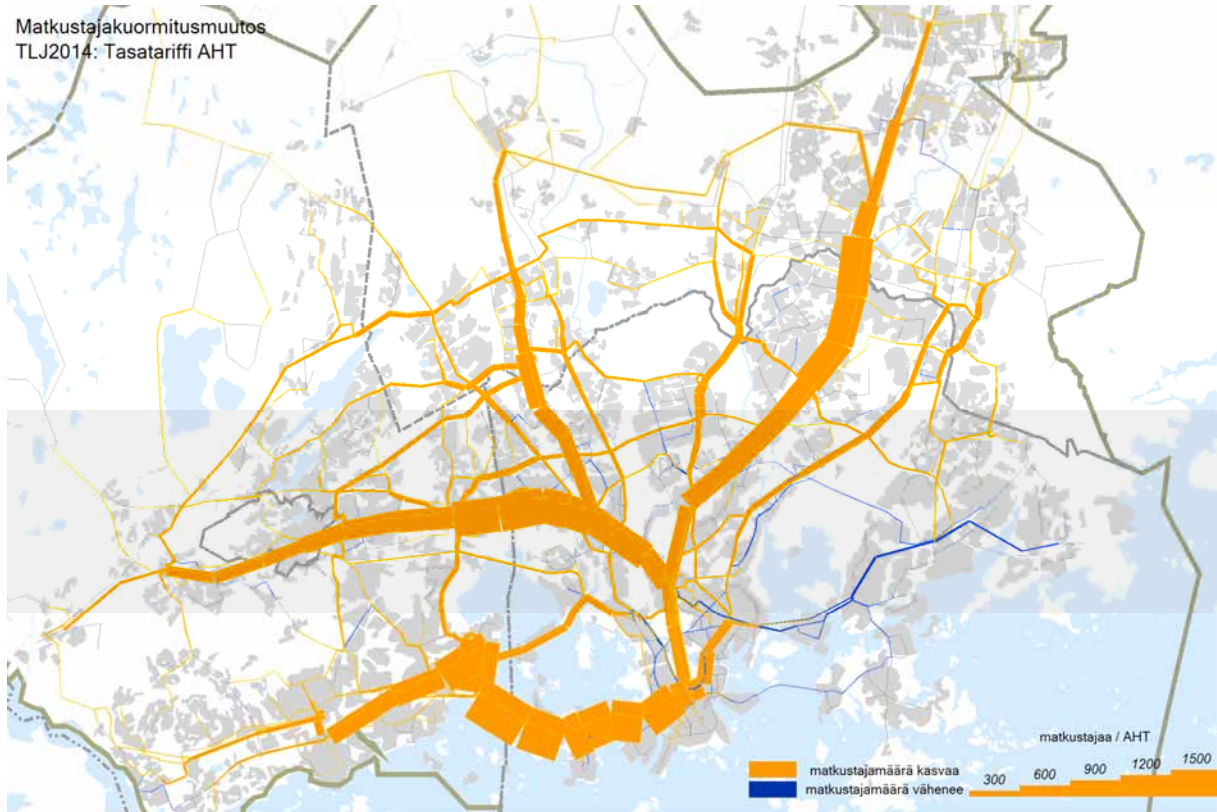 Matkustajakuormitusmuutos
TLJ2014: Tasatariffi AHT
matkustajaa / AHT
matkustajamäärä kasvaa
matkustajamäärä vähenee
300 600 900 1200 1500